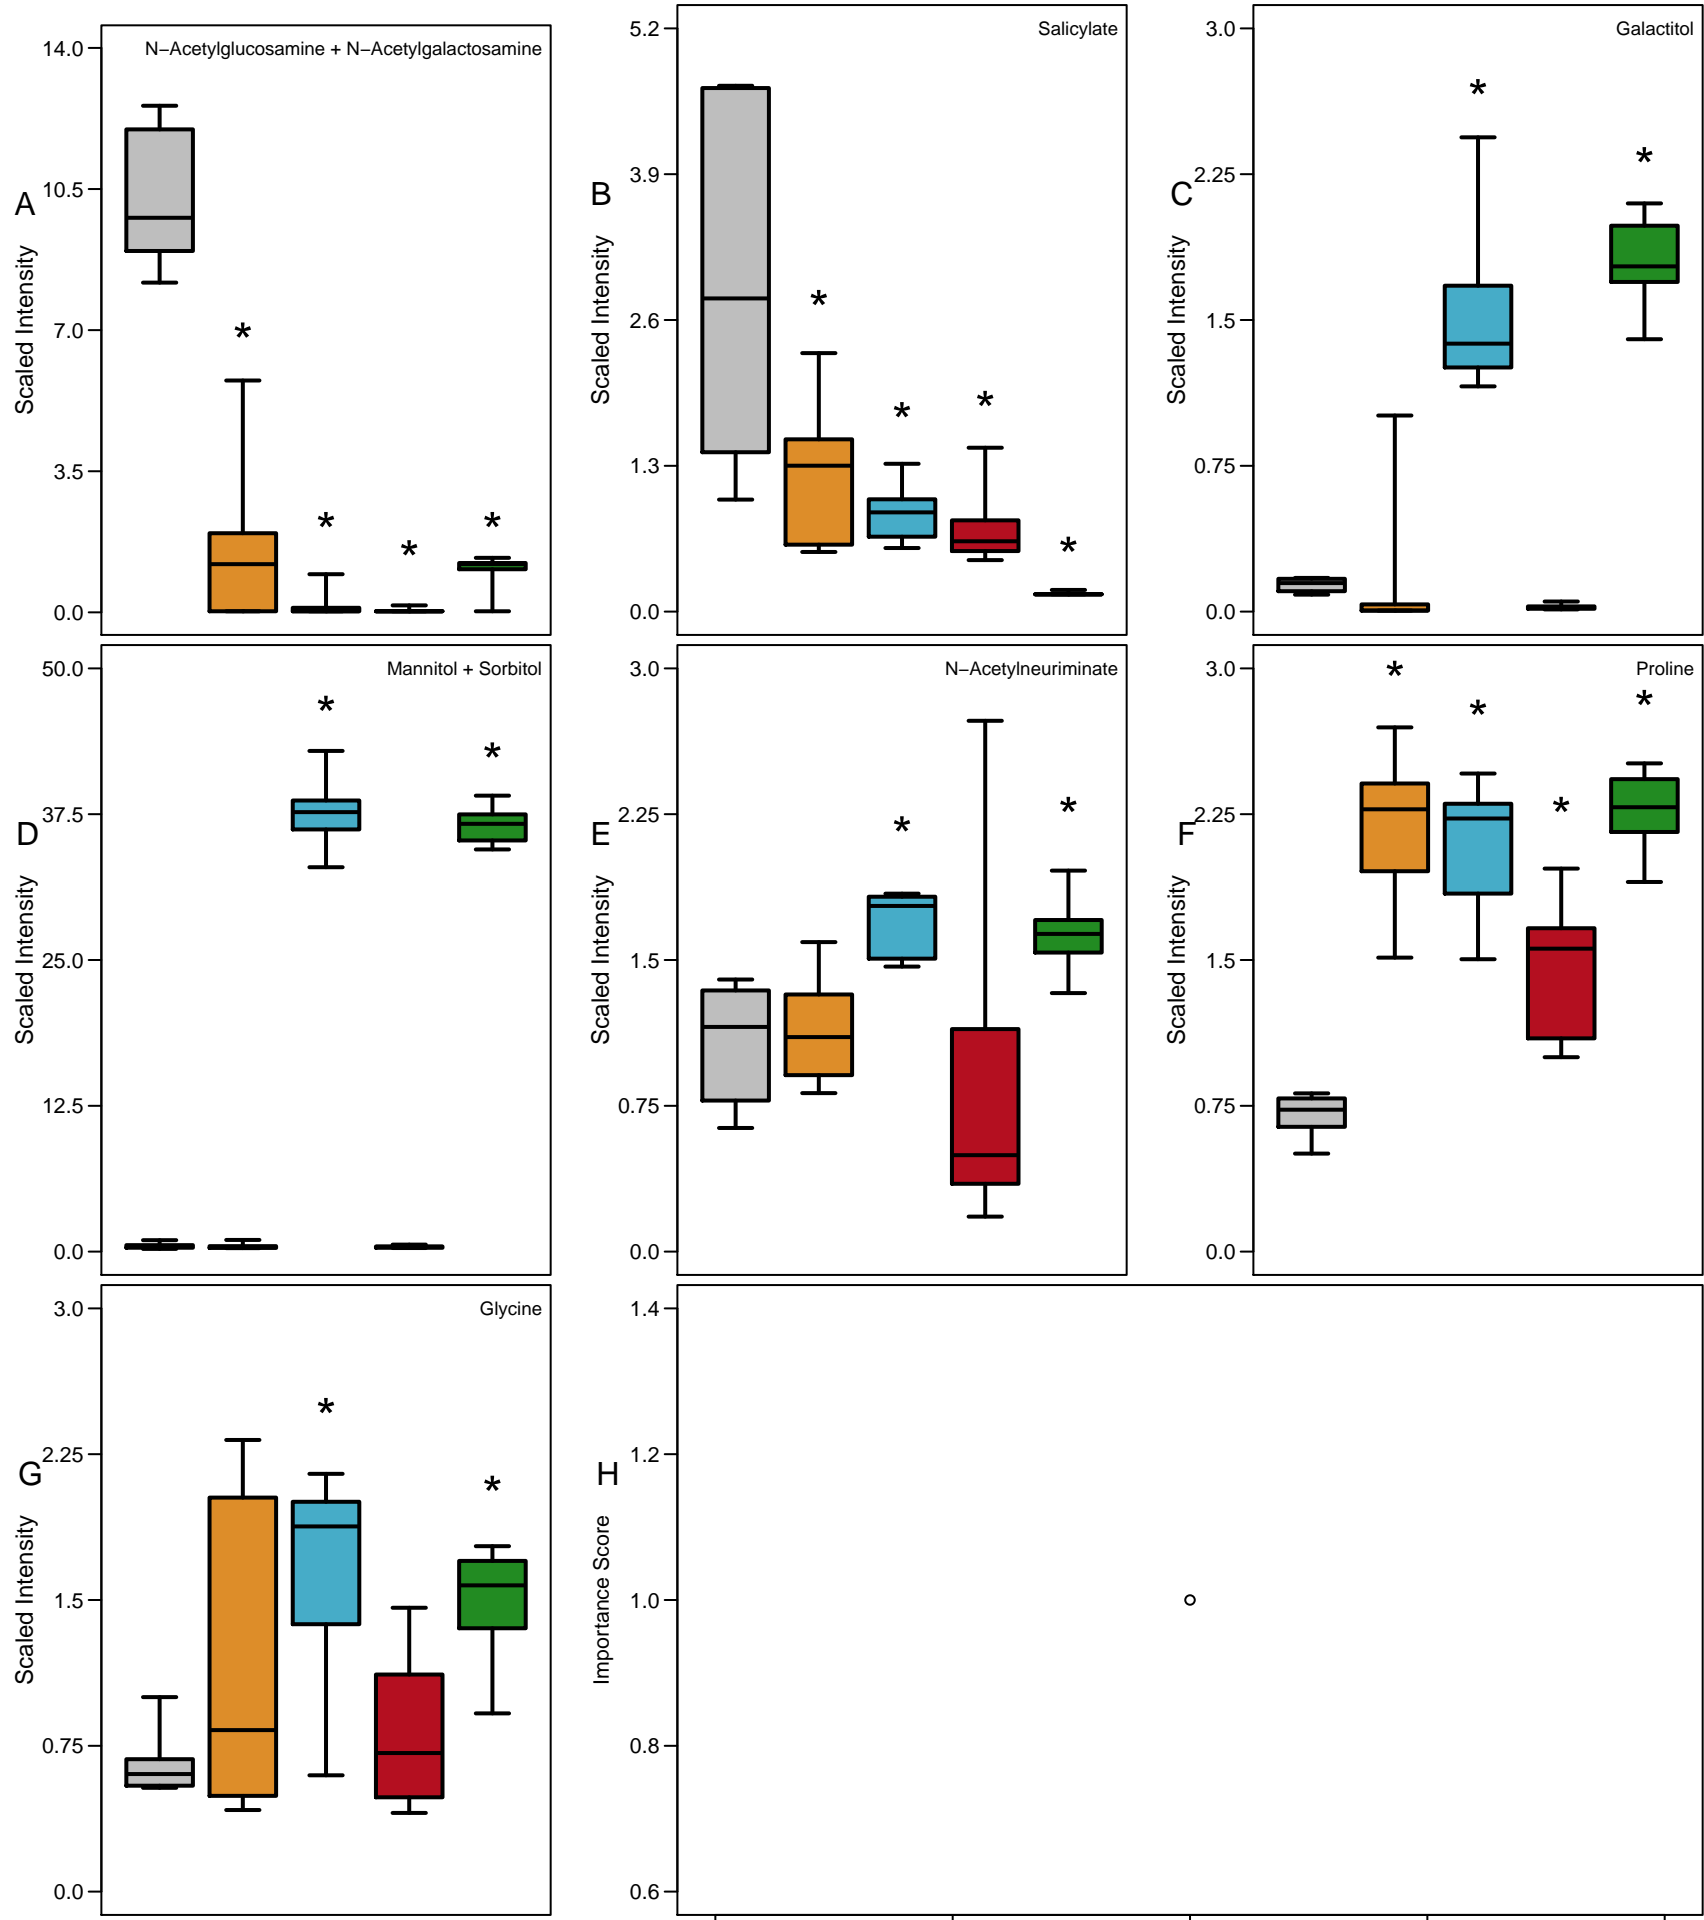 N−Acetylglucosamine + N−Acetylgalactosamine
14.0
10.5
7.0
3.5
0.0
A
Scaled Intensity
*
*
*
*
Salicylate
5.2
3.9
2.6
1.3
0.0
B
Scaled Intensity
*
*
*
*
Galactitol
3.0
2.25
1.5
0.75
0.0
C
Scaled Intensity
*
*
Mannitol + Sorbitol
50.0
37.5
25.0
12.5
0.0
D
Scaled Intensity
*
*
N−Acetylneuriminate
3.0
2.25
1.5
0.75
0.0
E
Scaled Intensity
*
*
Proline
3.0
2.25
1.5
0.75
0.0
F
Scaled Intensity
*
*
*
*
Glycine
3.0
2.25
1.5
0.75
0.0
G
Scaled Intensity
*
*
1.4
1.2
1.0
0.8
0.6
H
Importance Score